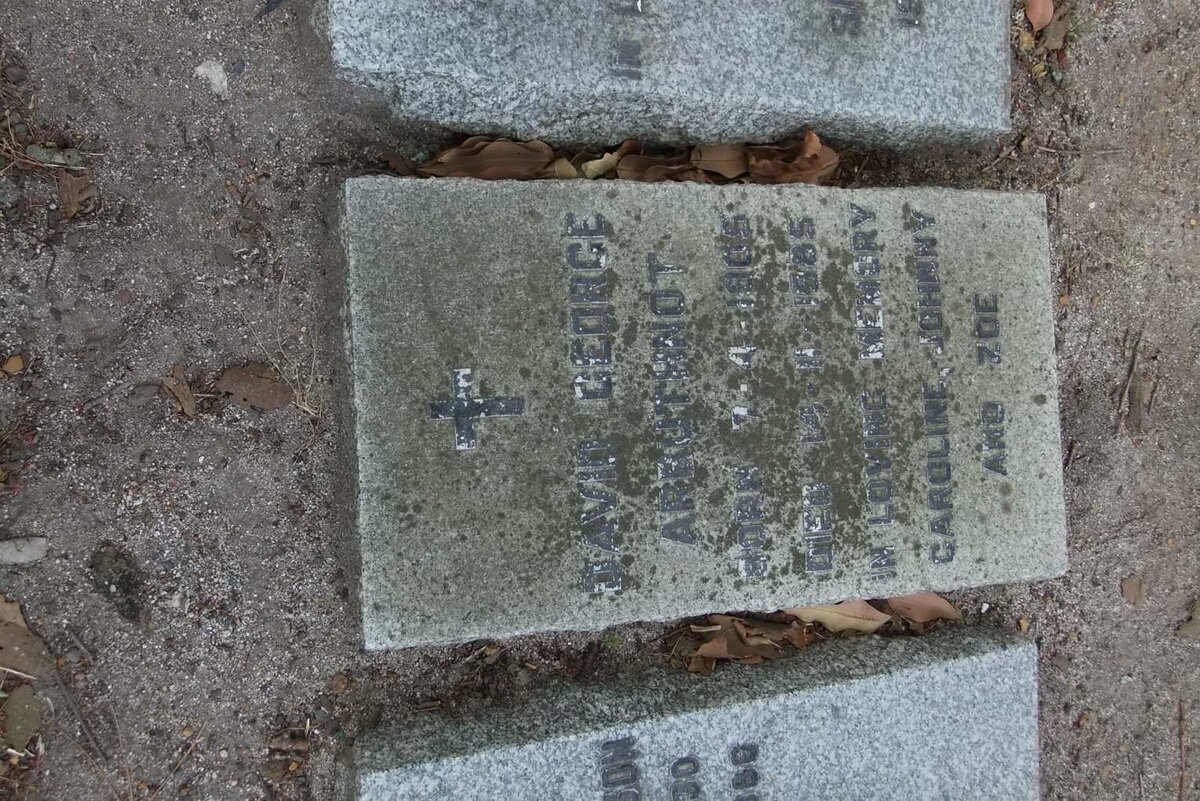 DAVID GEORGE
ARBUTHNOT
BORN 7-4-1905
DIED 14-11-1985
IN LOVING MEMORY
CAROLINE, JOHNNY
AND ZOE